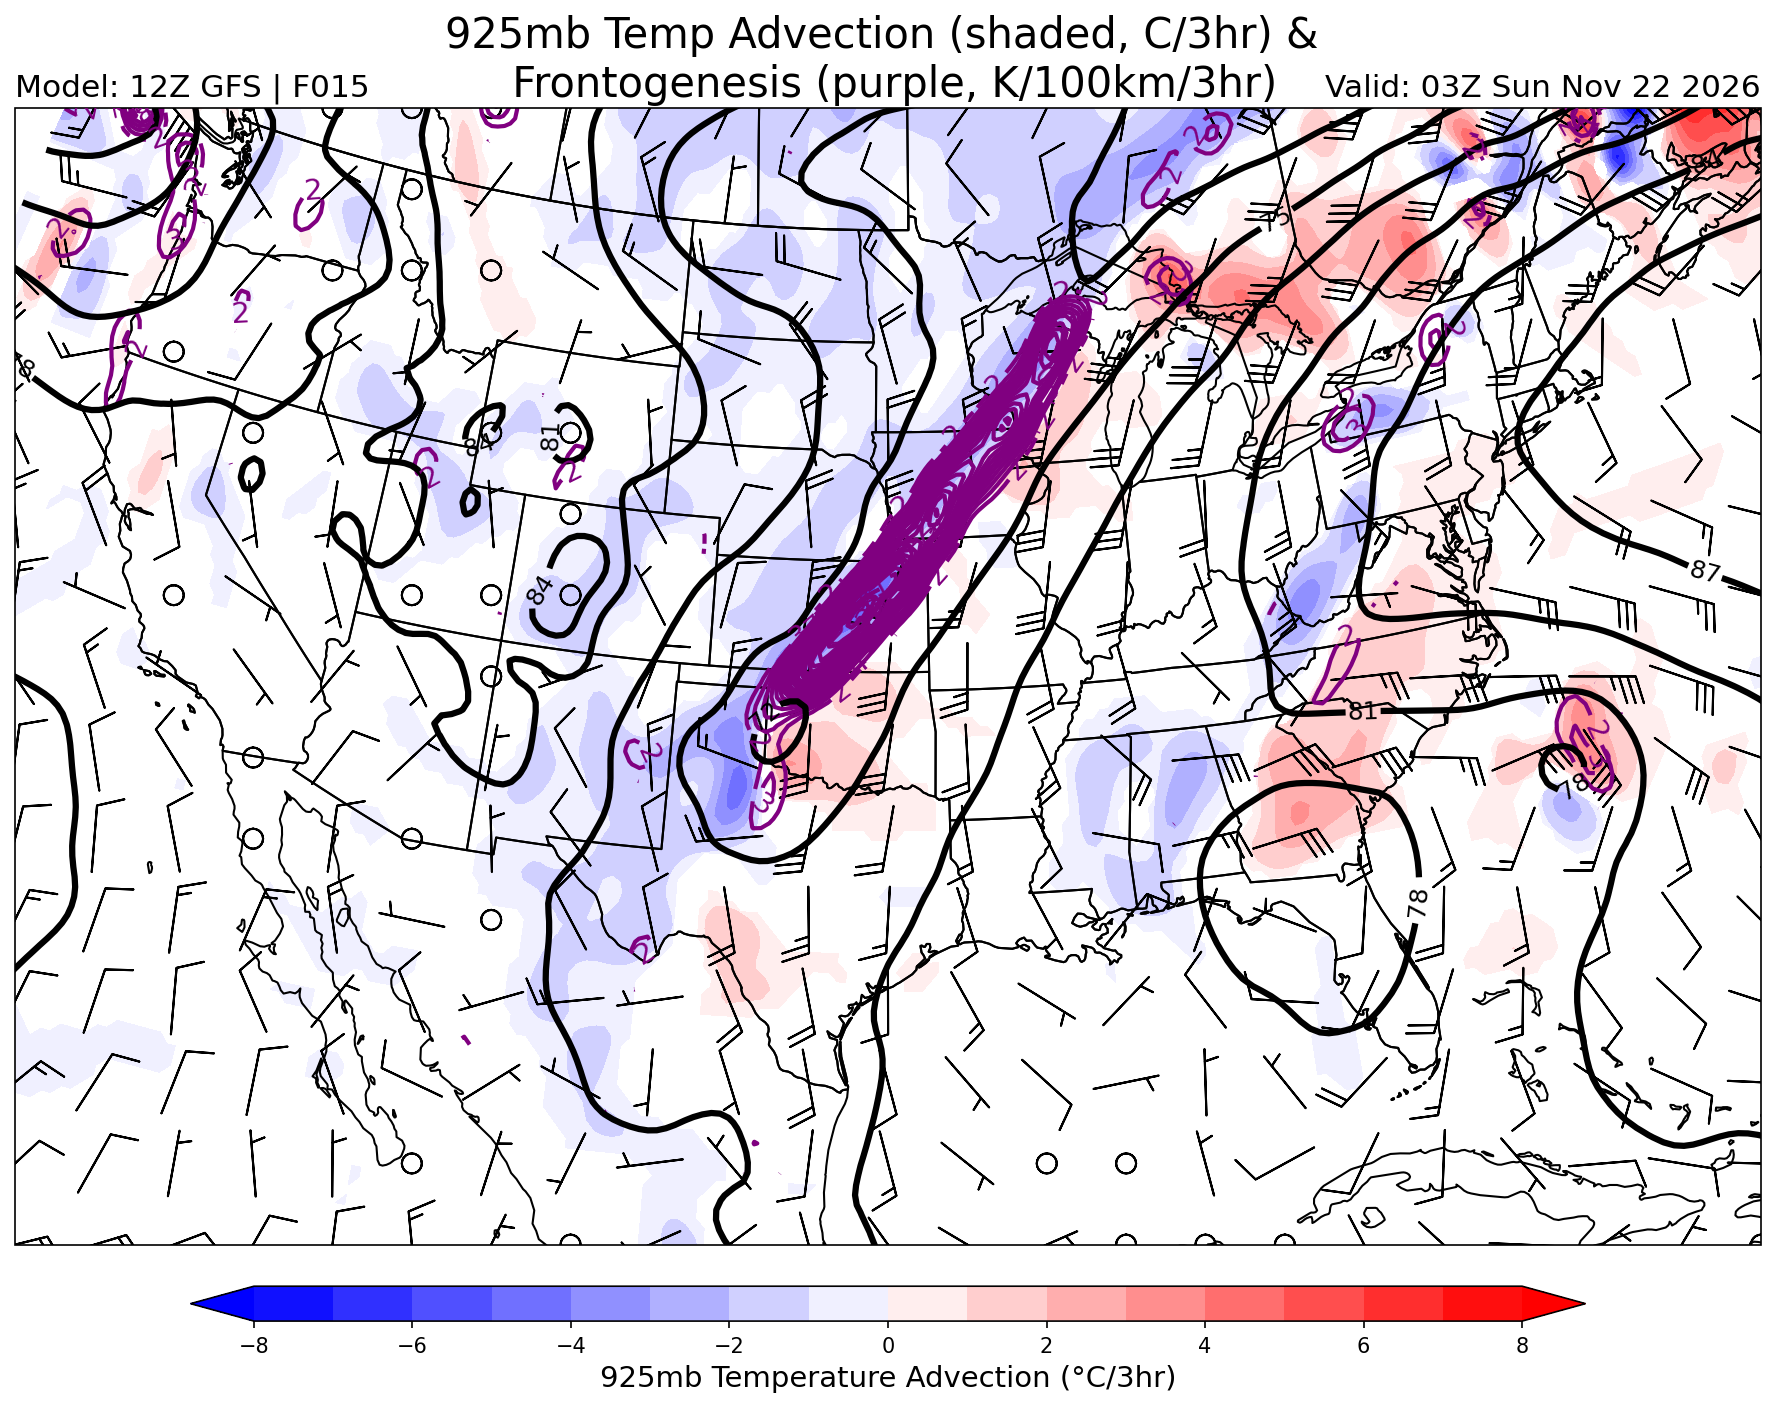 925mb Temp Advection (shaded, C/3hr) &
Frontogenesis (purple, K/100km/3hr)
Model: 12Z GFS | F015
Valid: 03Z Sun Nov 22 2026
84
81
84
87
81
78
78
−8 −6 −4 −2 0 2 4 6 8
925mb Temperature Advection (°C/3hr)